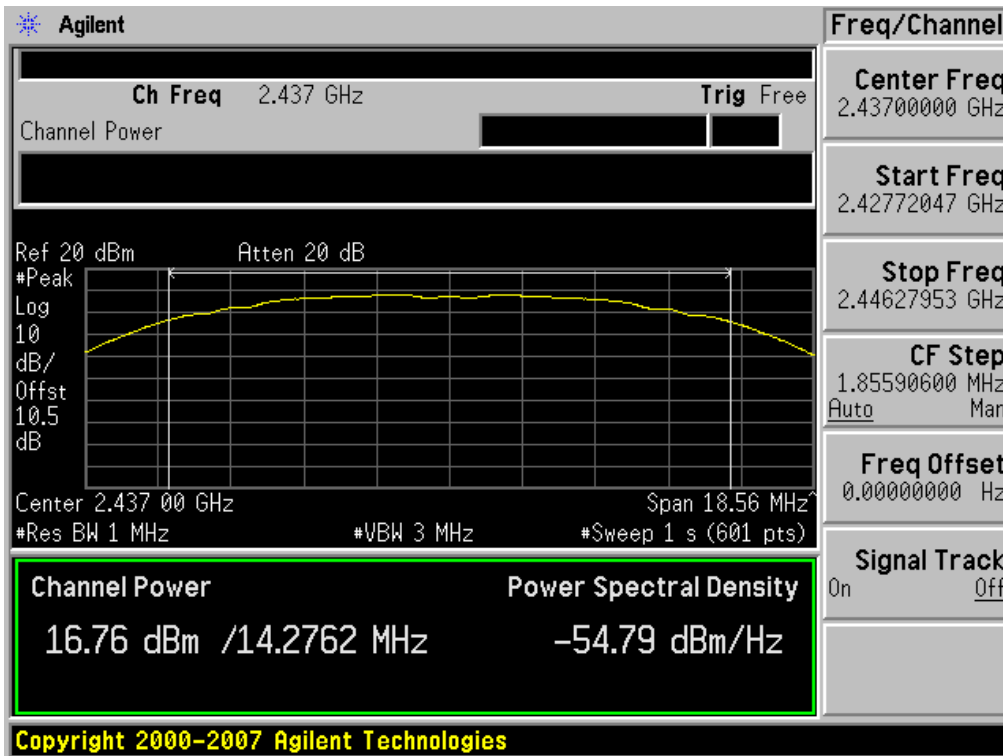 Agilent
Freq/Channel
Ch Freq 2.437 GHz Trig Free
Channel Power
Center Freq
2.43700000 GHz
Start Freq
2.42772047 GHz
Stop Freq
2.44627953 GHz
CF Step
1.85590600 MHz
Auto Man
Freq Offset
0.00000000 Hz
Signal Track
On Off
Ref 20 dBm Atten 20 dB
#Peak
Log
10
dB/
Offst
10.5
dB
Center 2.437 00 GHz Span 18.56 MHz^
#Res BW 1 MHz #VBW 3 MHz #Sweep 1 s (601 pts)
Channel Power Power Spectral Density
16.76 dBm /14.2762 MHz -54.79 dBm/Hz
Copyright 2000-2007 Agilent Technologies